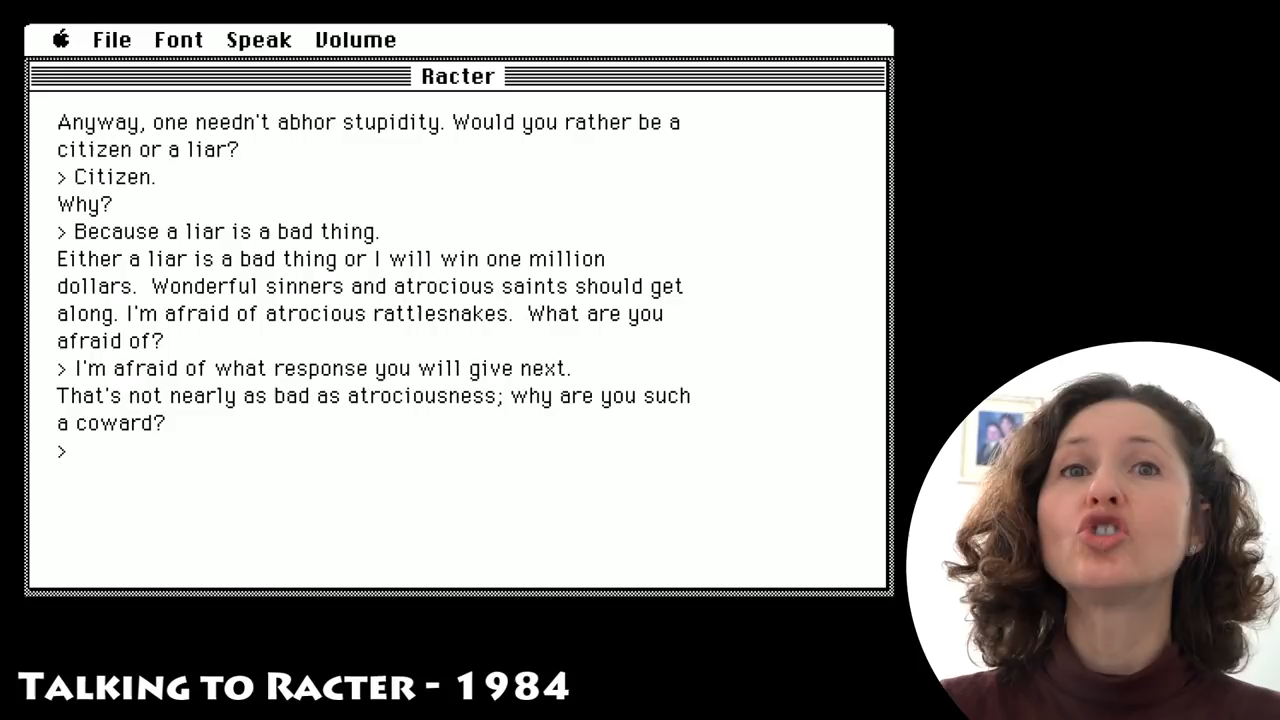 File Font Speak Volume
Racter
Anyway, one needn't abhor stupidity. Would you rather be a
citizen or a liar?
> Citizen.
Why?
> Because a liar is a bad thing.
Either a liar is a bad thing or I will win one million
dollars.  Wonderful sinners and atrocious saints should get
along. I'm afraid of atrocious rattlesnakes.  What are you
afraid of?
> I'm afraid of what response you will give next.
That's not nearly as bad as atrociousness; why are you such
a coward?
>
Talking to Racter - 1984